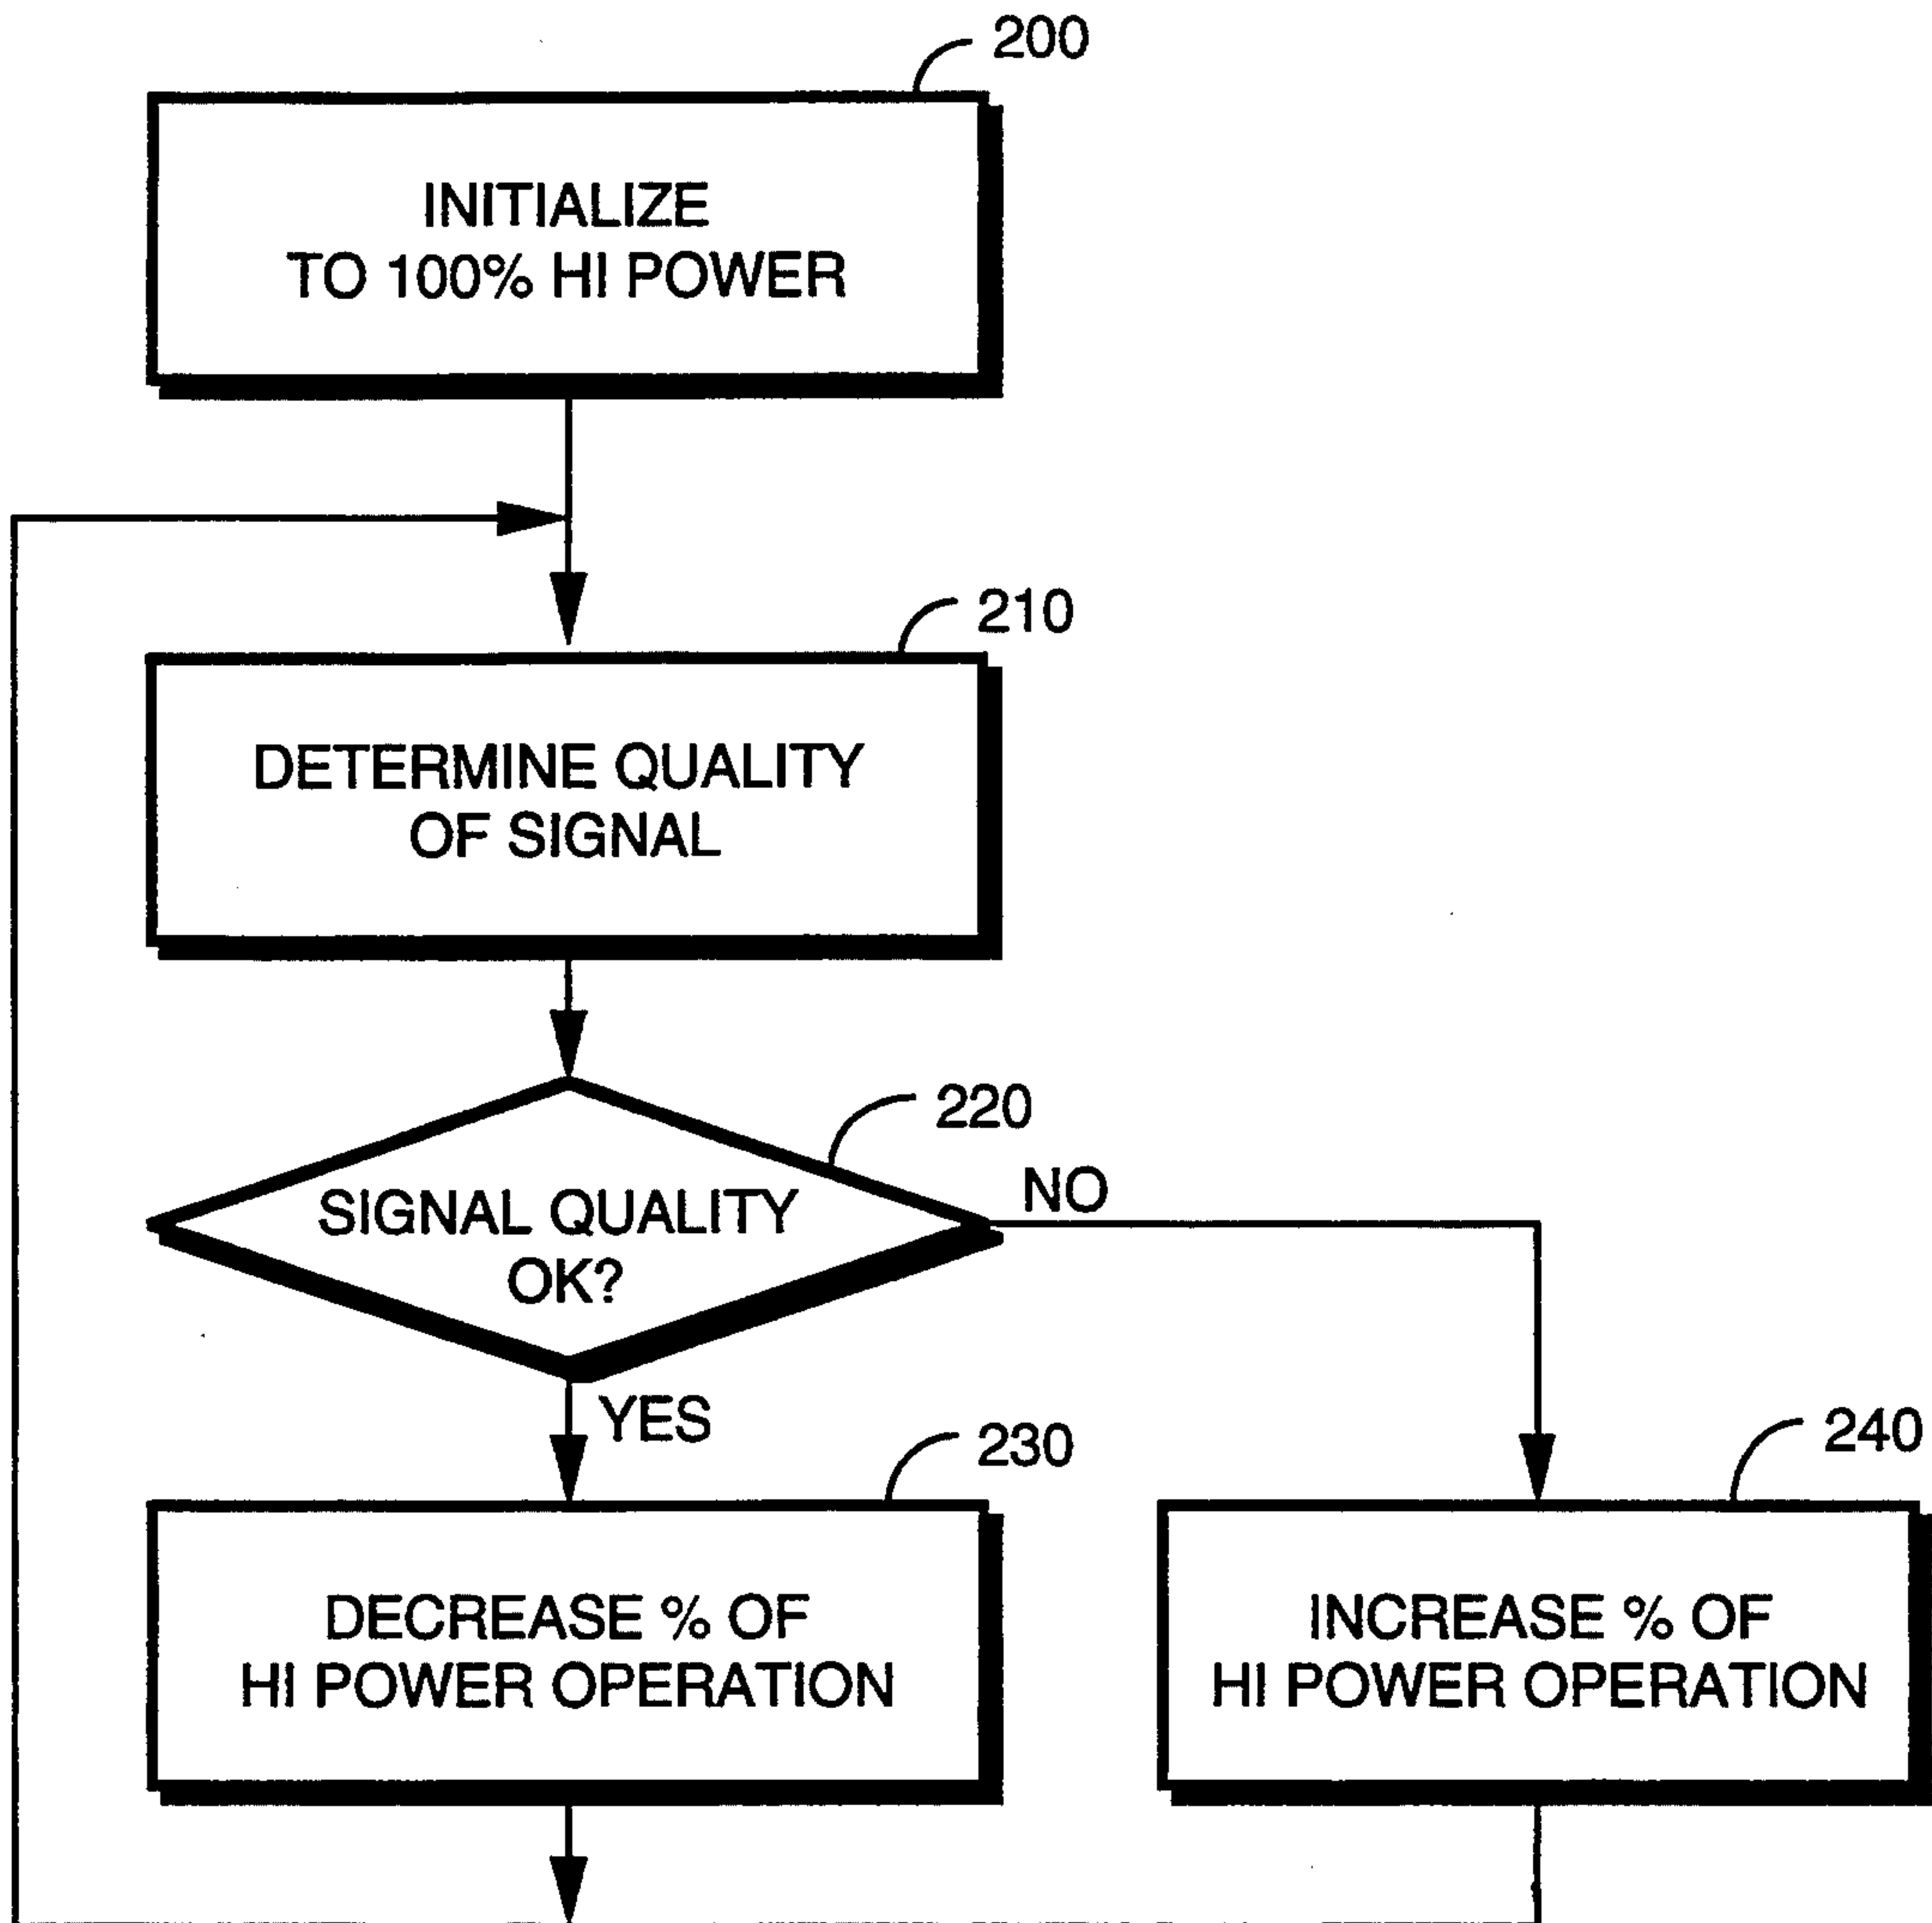 200
INITIALIZE
TO 100% HI POWER
210
DETERMINE QUALITY
OF SIGNAL
220
SIGNAL QUALITY
OK?
NO
YES
230
DECREASE % OF
HI POWER OPERATION
240
INCREASE % OF
HI POWER OPERATION